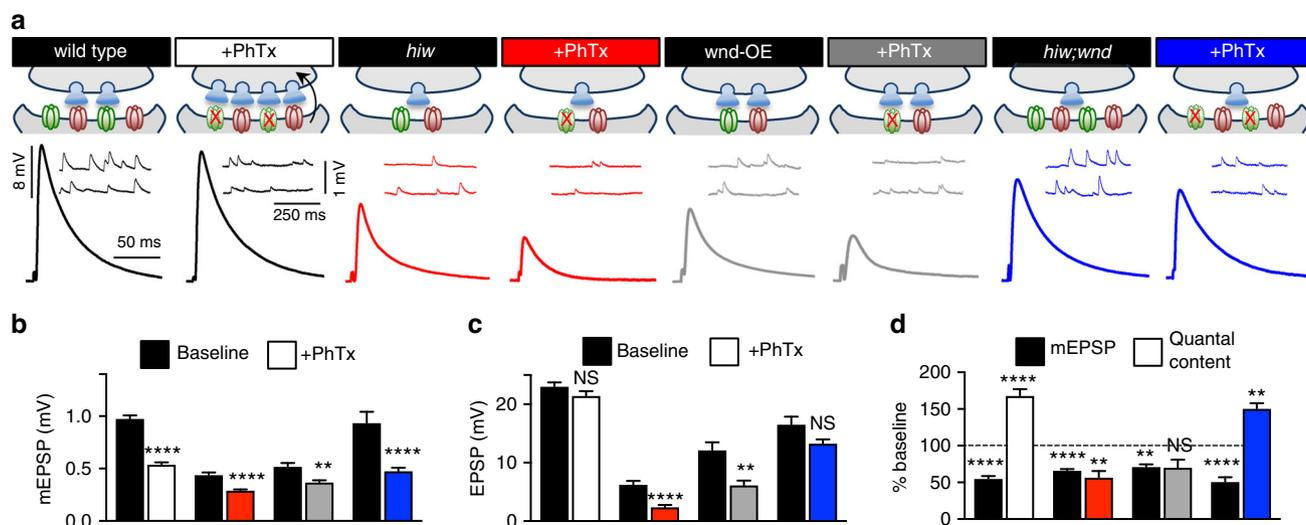 a
wild type +PhTx hiw +PhTx wnd-OE +PhTx hiw;wnd +PhTx
X X X X X X
8 mV
1 mV
250 ms
50 ms
b
Baseline +PhTx
mEPSP (mV)
1.0
0.5
0.0
**** **** ** ****
c
Baseline +PhTx
EPSP (mV)
20
10
0
NS **** ** NS
d
mEPSP Quantal
content
% baseline
200
150
100
50
0
**** **** **** ** ** NS **** **